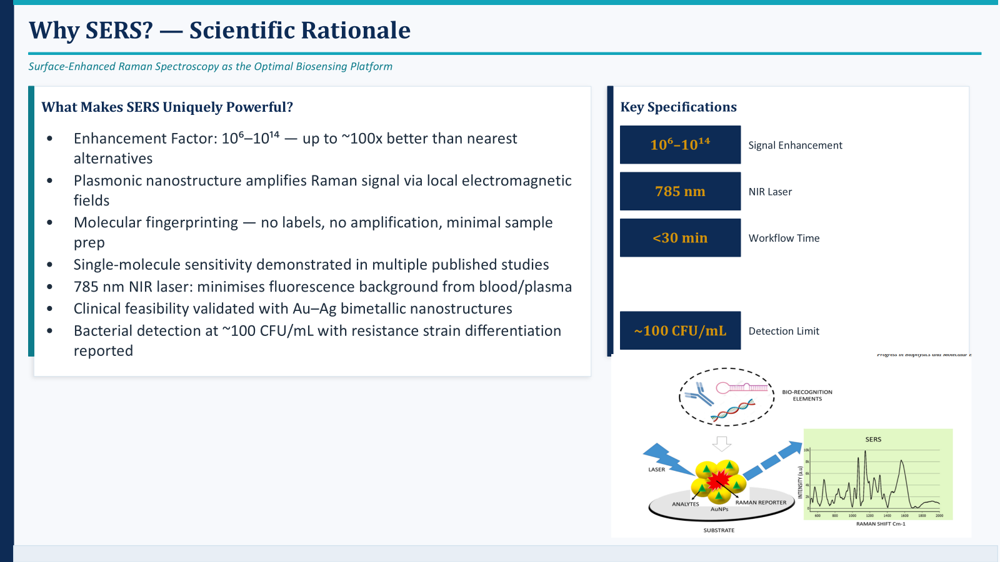 Why SERS? — Scientific Rationale
Surface-Enhanced Raman Spectroscopy as the Optimal Biosensing Platform
What Makes SERS Uniquely Powerful?
• Enhancement Factor: 10⁶–10¹⁴ — up to ~100x better than nearest
alternatives
• Plasmonic nanostructure amplifies Raman signal via local electromagnetic
fields
• Molecular fingerprinting — no labels, no amplification, minimal sample
prep
• Single-molecule sensitivity demonstrated in multiple published studies
• 785 nm NIR laser: minimises fluorescence background from blood/plasma
• Clinical feasibility validated with Au–Ag bimetallic nanostructures
• Bacterial detection at ~100 CFU/mL with resistance strain differentiation
reported
Key Specifications
10⁶–10¹⁴ Signal Enhancement
785 nm NIR Laser
<30 min Workflow Time
~100 CFU/mL Detection Limit
Progress in Biophysics and Molecular
BIO-RECOGNITION
ELEMENTS
LASER
ANALYTES
AuNPs
RAMAN REPORTER
SUBSTRATE
SERS
INTENSITY (a.u)
10k
8k
6k
4k
2k
0
600 800 1000 1200 1400 1600 1800 2000
RAMAN SHIFT Cm-1